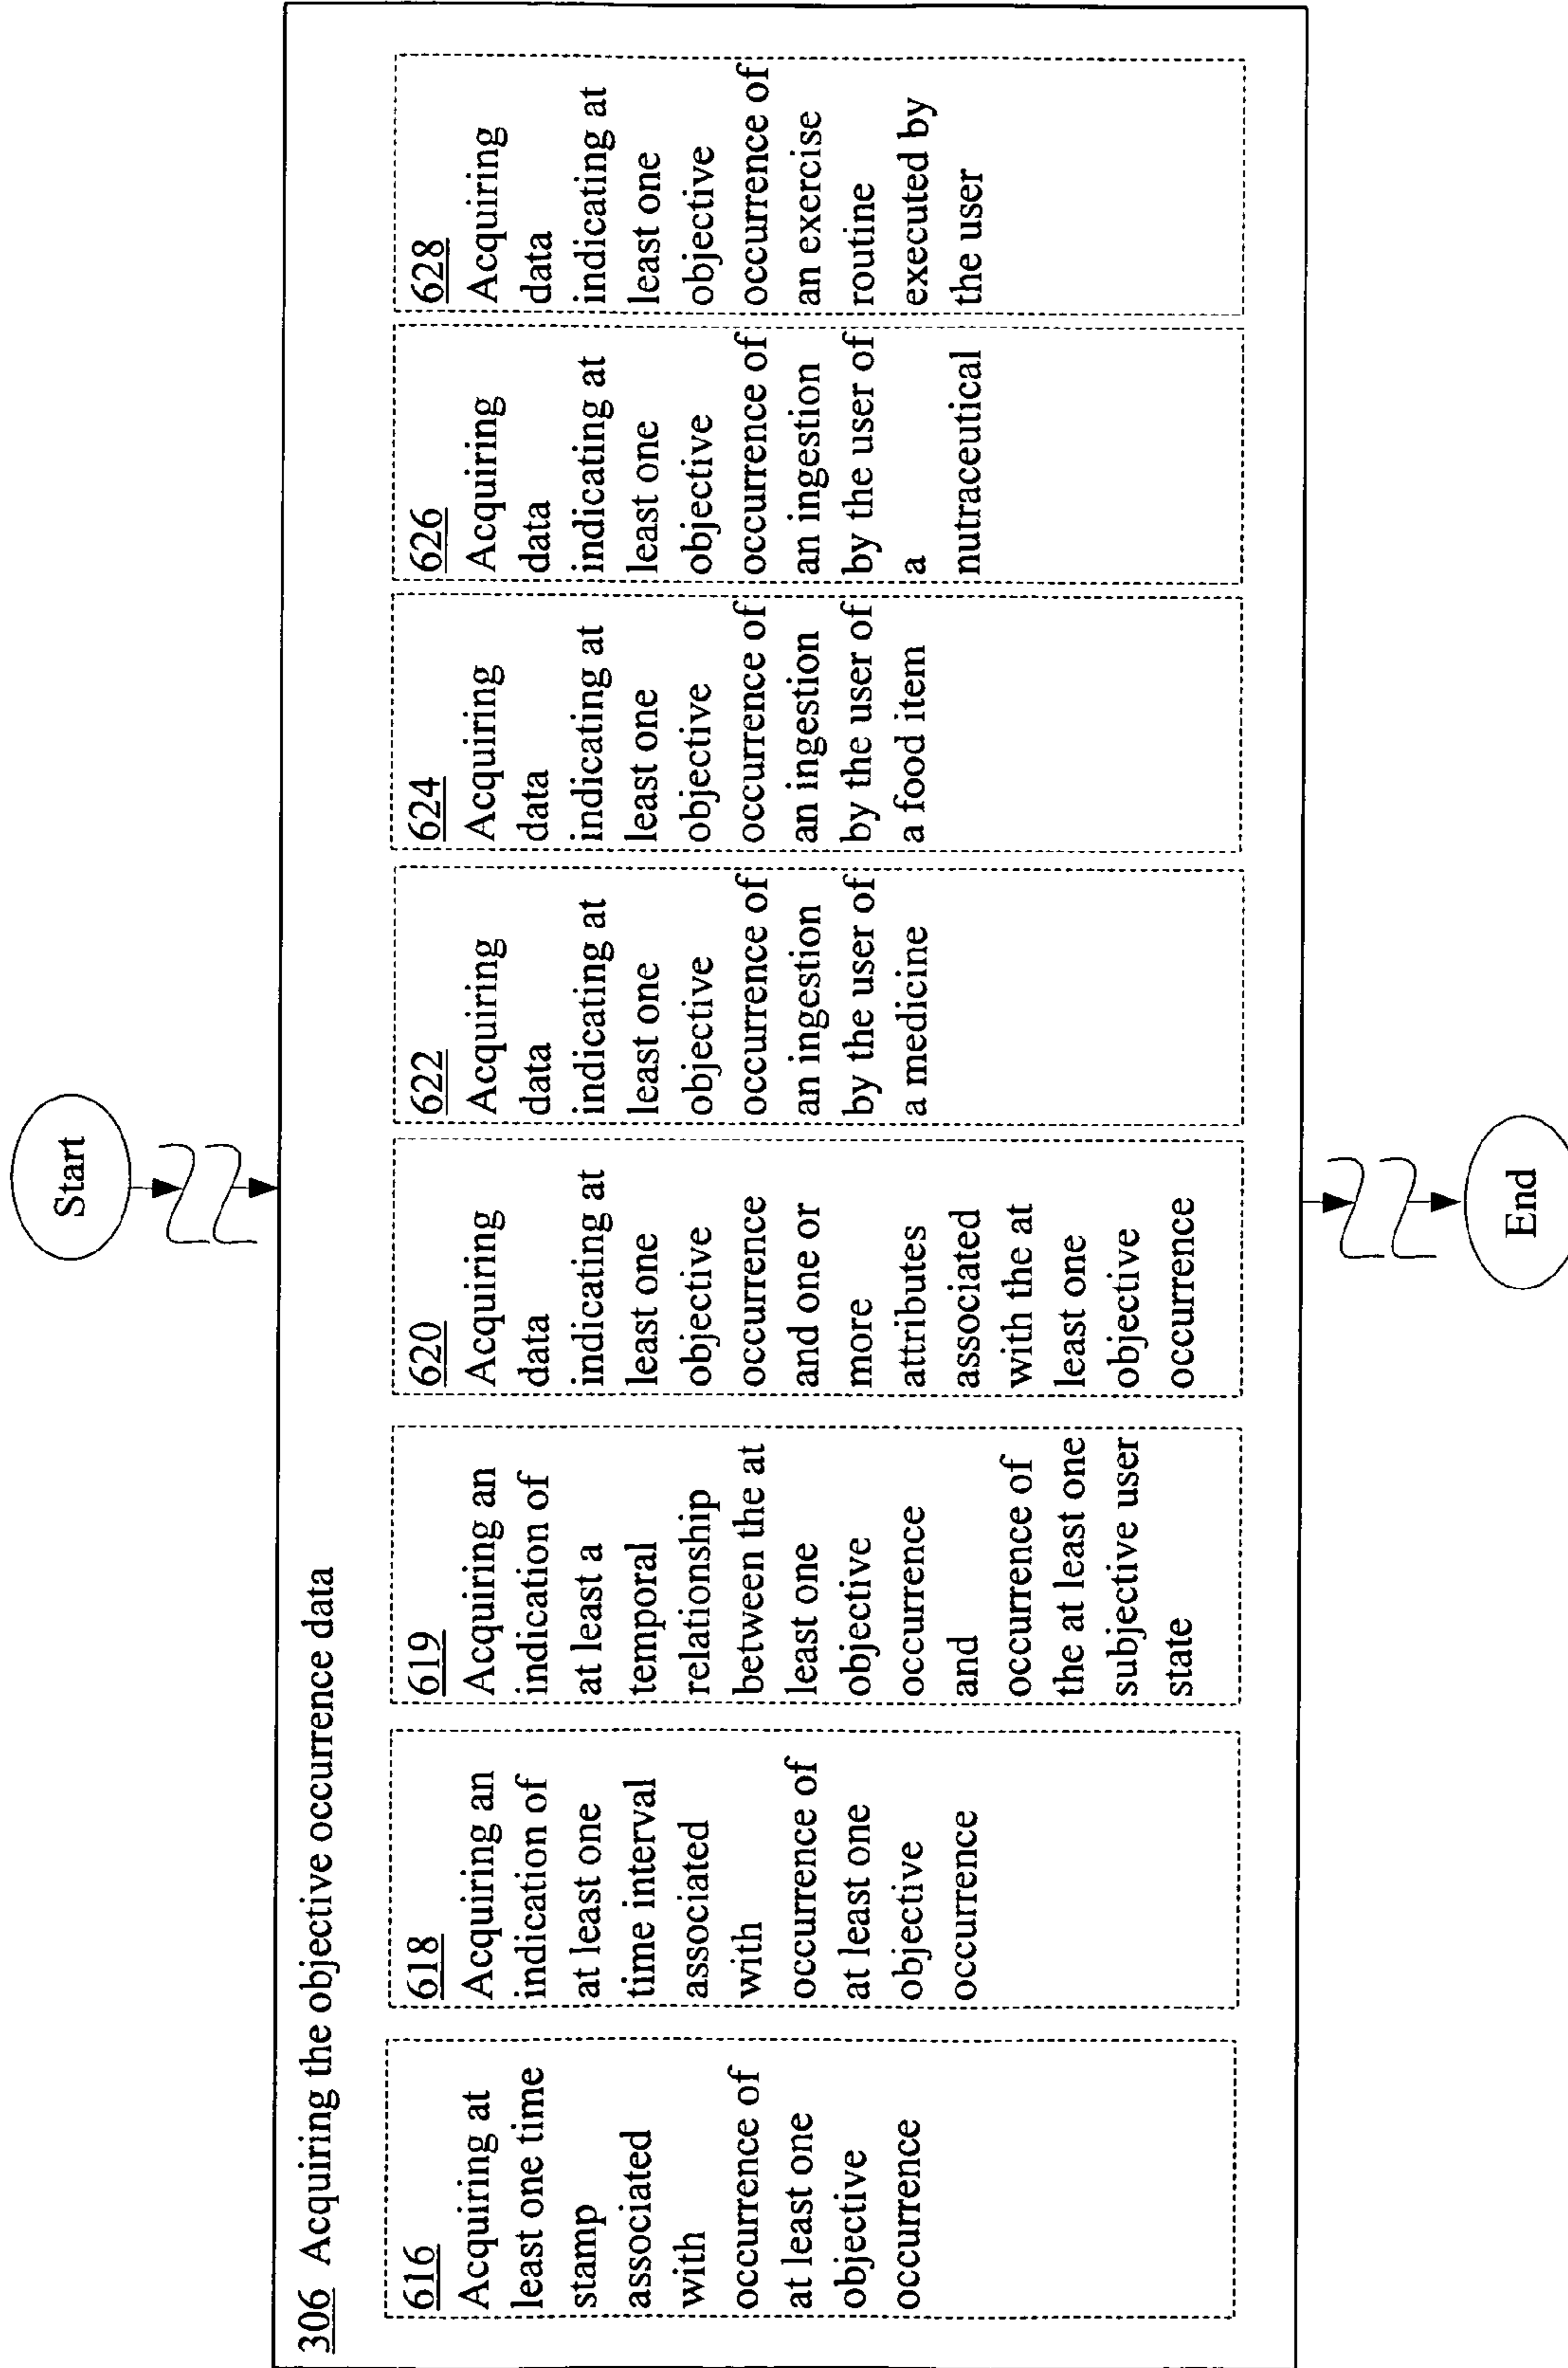 Start
306 Acquiring the objective occurrence data
616
Acquiring at
least one time
stamp
associated
with
occurrence of
at least one
objective
occurrence
618
Acquiring an
indication of
at least one
time interval
associated
with
occurrence of
at least one
objective
occurrence
619
Acquiring an
indication of
at least a
temporal
relationship
between the at
least one
objective
occurrence
and
occurrence of
the at least one
subjective user
state
620
Acquiring
data
indicating at
least one
objective
occurrence
and one or
more
attributes
associated
with the at
least one
objective
occurrence
622
Acquiring
data
indicating at
least one
objective
occurrence of
an ingestion
by the user of
a medicine
624
Acquiring
data
indicating at
least one
objective
occurrence of
an ingestion
by the user of
a food item
626
Acquiring
data
indicating at
least one
objective
occurrence of
an ingestion
by the user of
a
nutraceutical
628
Acquiring
data
indicating at
least one
objective
occurrence of
an exercise
routine
executed by
the user
End